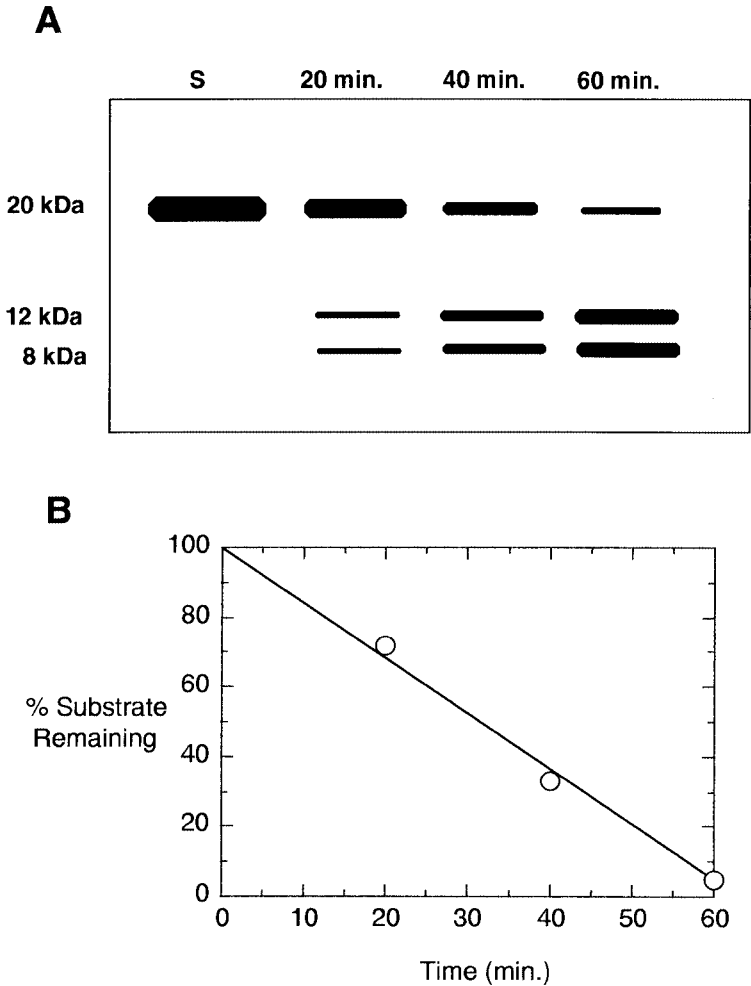 A
S 20 min. 40 min. 60 min.
20 kDa
12 kDa
8 kDa
B
100
80
60
40
20
0
% Substrate
Remaining
0 10 20 30 40 50 60
Time (min.)